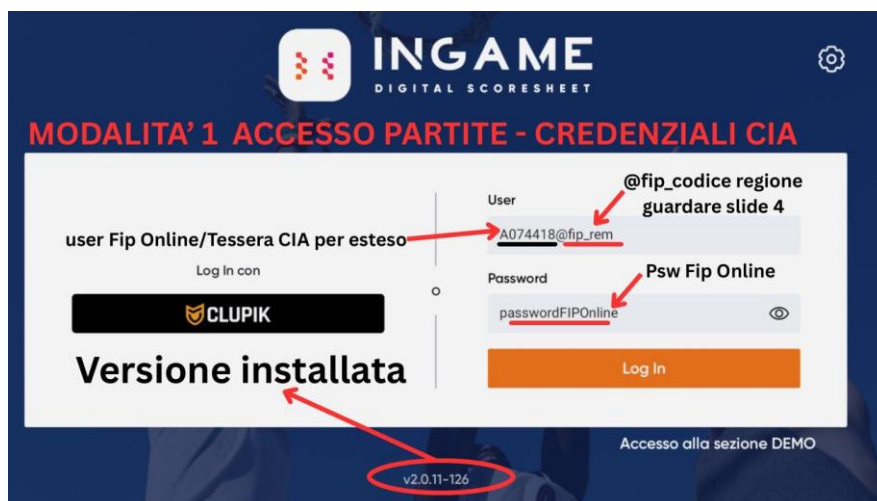 INGAME
DIGITAL SCORESHEET
MODALITA' 1 ACCESSO PARTITE - CREDENZIALI CIA
@fip_codice regione
guardare slide 4
User
user Fip Online/Tessera CIA per esteso
A074418@fip_rem
Log In con
Password
Psw Fip Online
o
CLUPIK
passwordFIPOnline
Versione installata
Log In
Accesso alla sezione DEMO
v2.0.11-126